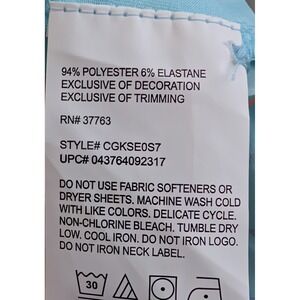 94% POLYESTER 6% ELASTANE
EXCLUSIVE OF DECORATION
EXCLUSIVE OF TRIMMING
RN# 37763
STYLE# CGKSE0S7
UPC# 043764092317
DO NOT USE FABRIC SOFTENERS OR
DRYER SHEETS. MACHINE WASH COLD
WITH LIKE COLORS, DELICATE CYCLE.
NON-CHLORINE BLEACH, TUMBLE DRY
LOW. COOL IRON. DO NOT IRON LOGO.
DO NOT IRON NECK LABEL.
30